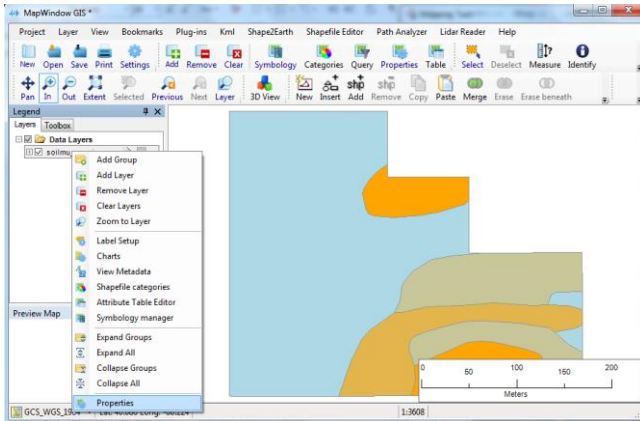 MapWindow GIS *
Project Layer View Bookmarks Plug-ins Kml Shape2Earth Shapefile Editor Path Analyzer Lidar Reader Help
New Open Save Print Settings Add Remove Clear Symbology Categories Query Properties Table Select Deselect Measure Identify
Pan In Out Extent Selected Previous Next Layer 3D View New Insert Add Remove Copy Paste Merge Erase Erase beneath
shp shp
Legend
Layers Toolbox
Data Layers
soilmu
Add Group
Add Layer
Remove Layer
Clear Layers
Zoom to Layer
Label Setup
Charts
View Metadata
Shapefile categories
Attribute Table Editor
Symbology manager
Expand Groups
Expand All
Collapse Groups
Collapse All
Properties
Preview Map
0 50 100 150 200
Meters
GCS_WGS_1984 1:3608